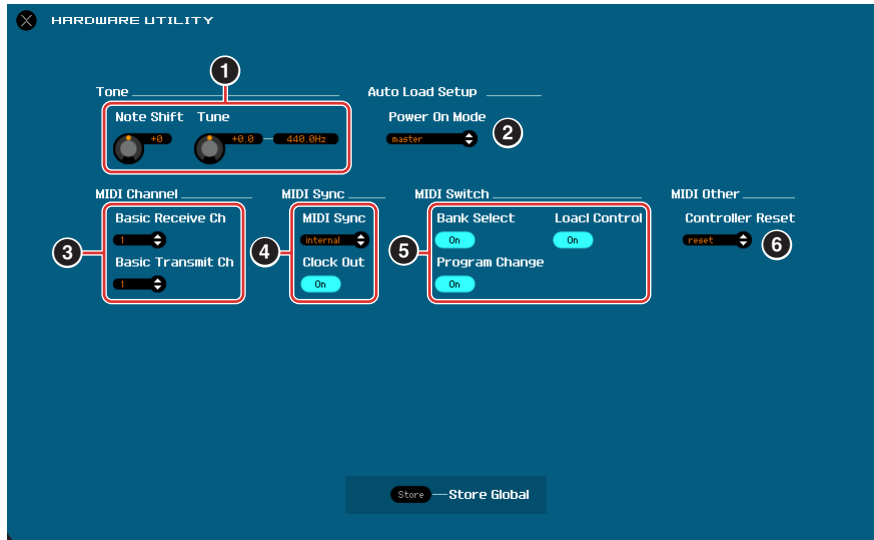 HARDWARE UTILITY
1
Tone
Auto Load Setup
Note Shift Tune
Power On Mode
+0 +0.0 440.0Hz
master
2
MIDI Channel
MIDI Sync
MIDI Switch
MIDI Other
Basic Receive Ch
MIDI Sync
Bank Select
Loacl Control
Controller Reset
1
internal
On
On
reset
3
4
5
6
Basic Transmit Ch
Clock Out
Program Change
1
On
On
Store Store Global